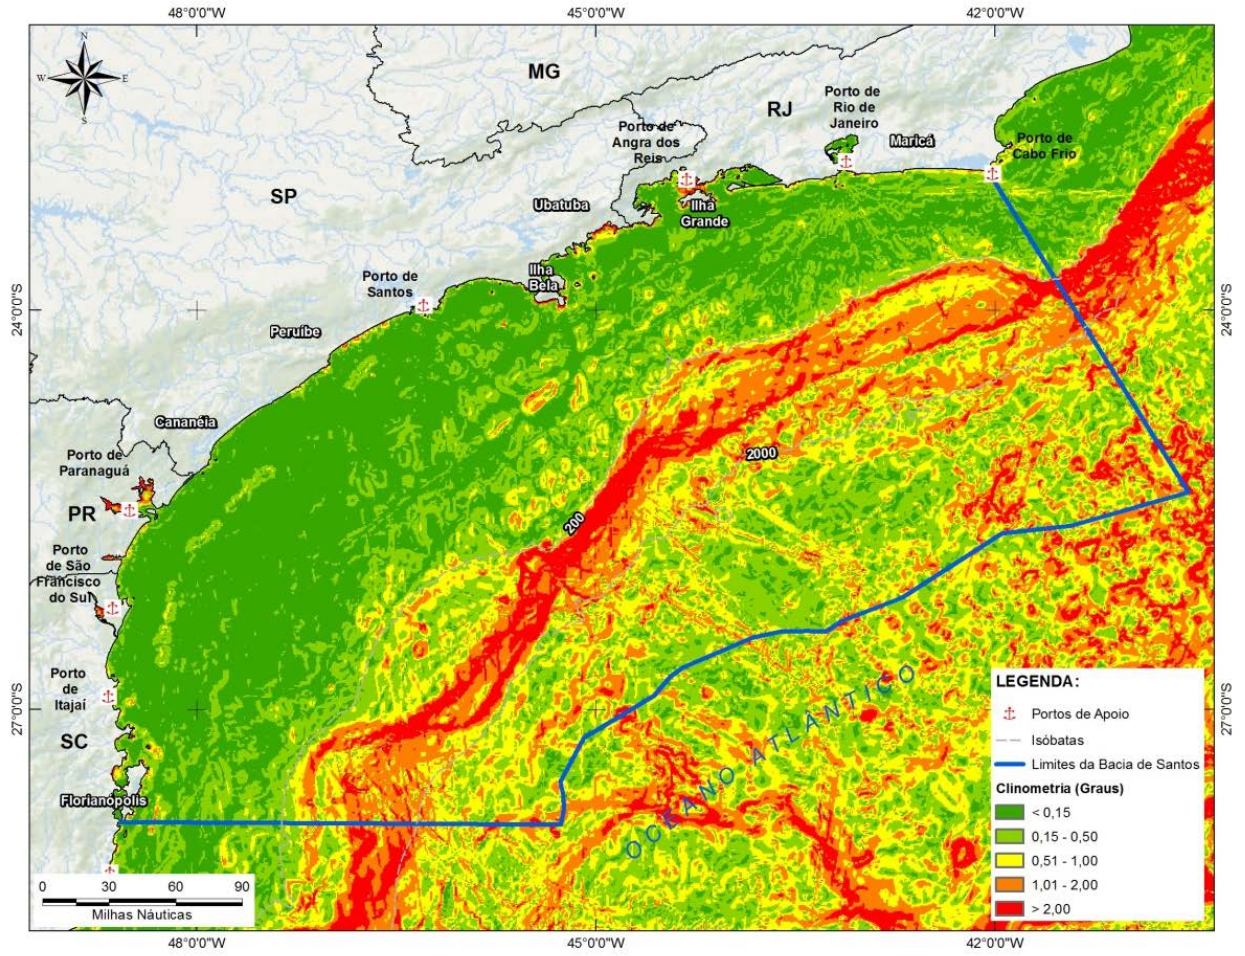 48°0'0"W
45°0'0"W
42°0'0"W
N
W
E
S
MG
RJ
Porto de
Rio de
Janeiro
Porto de
Angra dos
Reis
Maricá
Porto de
Cabo Frio
SP
Ubatuba
Ilha
Grande
Ilha
Bela
Porto de
Santos
24°0'0"S
24°0'0"S
Peruíbe
Cananéia
Porto de
Paranaguá
2000
PR
200
Porto
de São
Francisco
do Sul
Porto
de
Itajaí
27°0'0"S
27°0'0"S
SC
Florianópolis
OCEANO ATLÂNTICO
LEGENDA:
Portos de Apoio
Isóbatas
Limites da Bacia de Santos
Clinometria (Graus)
< 0,15
0,15 - 0,50
0,51 - 1,00
1,01 - 2,00
> 2,00
0 30 60 90
Milhas Náuticas
48°0'0"W
45°0'0"W
42°0'0"W